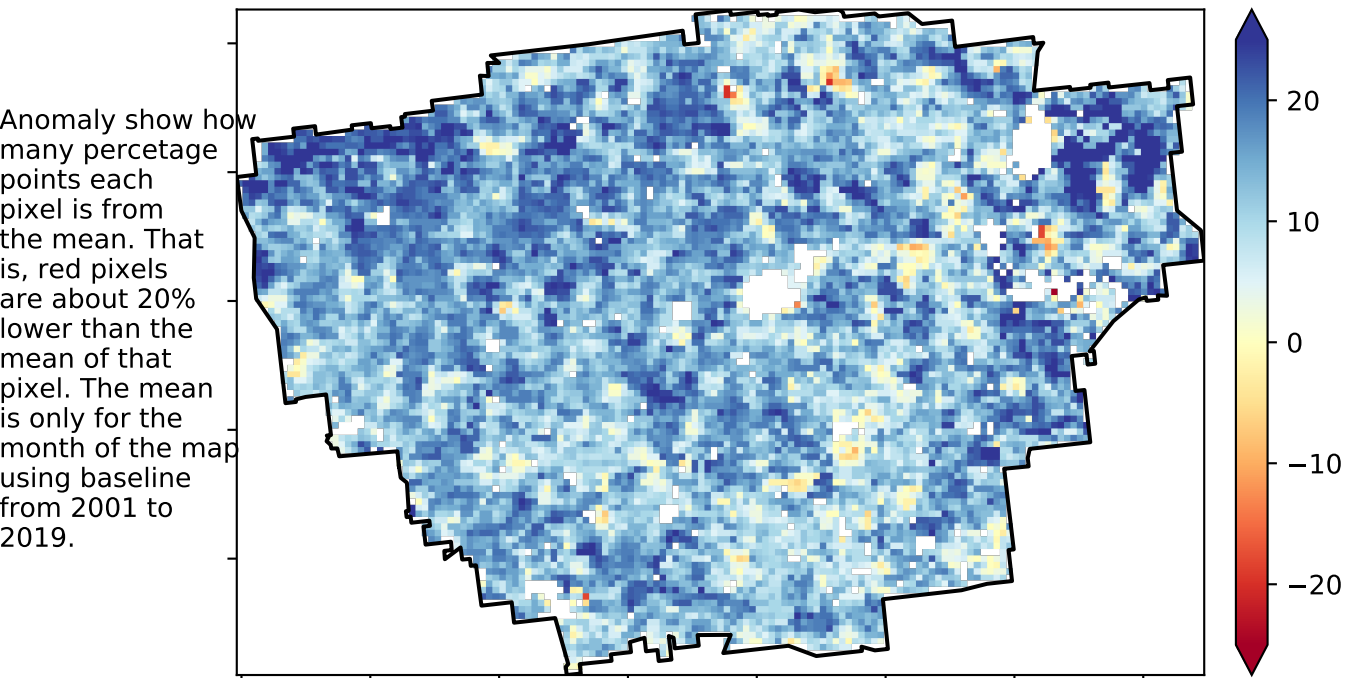 Anomaly show how
many percetage
points each
pixel is from
the mean. That
is, red pixels
are about 20%
lower than the
mean of that
pixel. The mean
is only for the
month of the map
using baseline
from 2001 to
2019.
20
10
0
−10
−20